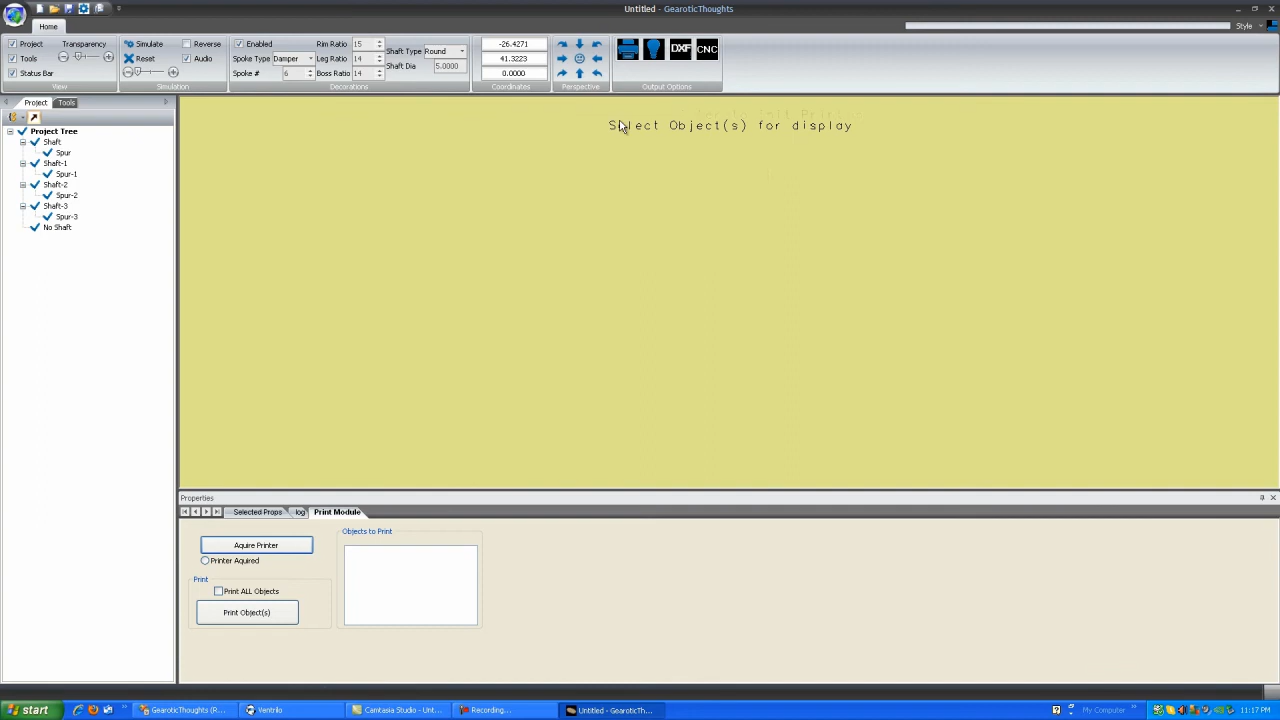 Untitled - GearoticThoughts
Home
Style
Project
Transparency
Tools
Status Bar
View
Simulate
Reverse
Reset
Audio
Simulation
Enabled
Rim Ratio 15
Shaft Type Round
Spoke Type Damper
Leg Ratio 14
Shaft Dia 5.0000
Spoke # 6
Boss Ratio 14
Decorations
-26.4271
41.3223
0.0000
Coordinates
Perspective
DXF
CNC
Output Options
Project
Tools
Project Tree
Shaft
Spur
Shaft-1
Spur-1
Shaft-2
Spur-2
Shaft-3
Spur-3
No Shaft
Select Object(s) for display
Properties
Selected Props
log
Print Module
Aquire Printer
Printer Aquired
Print
Print ALL Objects
Print Object(s)
Objects to Print
start
GearoticThoughts (R...
Ventrilo
Camtasia Studio - Unt...
Recording...
Untitled - GearoticTh...
My Computer
11:17 PM